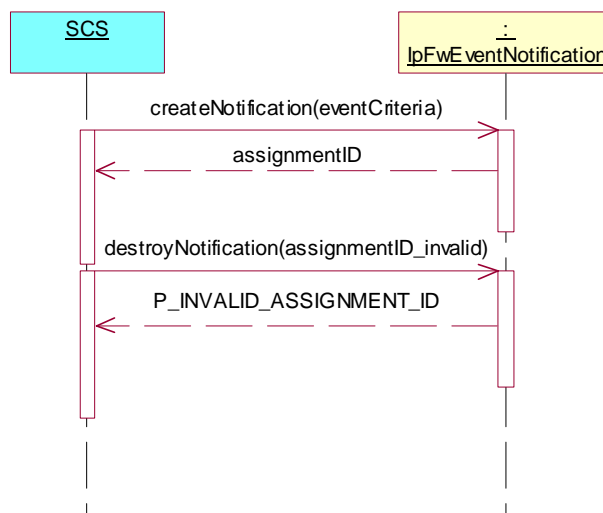 SCS
:
IpFwEventNotification
createNotification(eventCriteria)
assignmentID
destroyNotification(assignmentID_invalid)
P_INVALID_ASSIGNMENT_ID